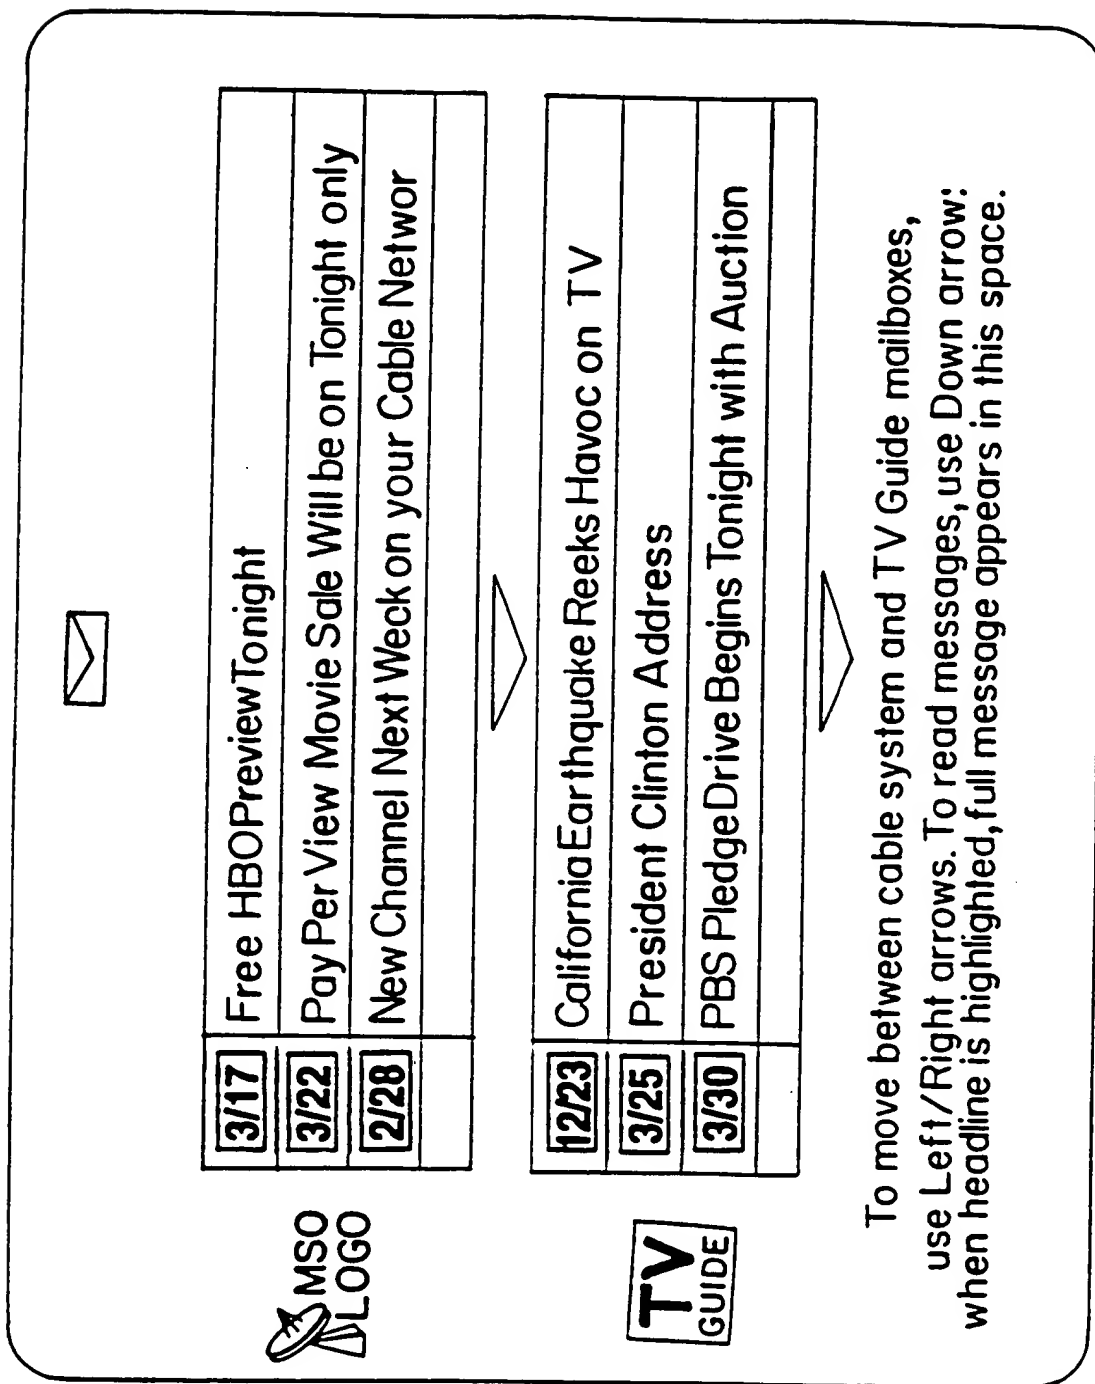 MSO
LOGO
3/17 Free HBOPreviewTonight
3/22 Pay Per View Movie Sale Will be on Tonight only
2/28 New Channel Next Weck on your Cable Networ
TV
GUIDE
12/23 California Earthquake Reeks Havoc on TV
3/25 President Clinton Address
3/30 PBS Pledge Drive Begins Tonight with Auction
To move between cable system and TV Guide mailboxes,
use Left/Right arrows. To read messages, use Down arrow:
when headline is highlighted, full message appears in this space.